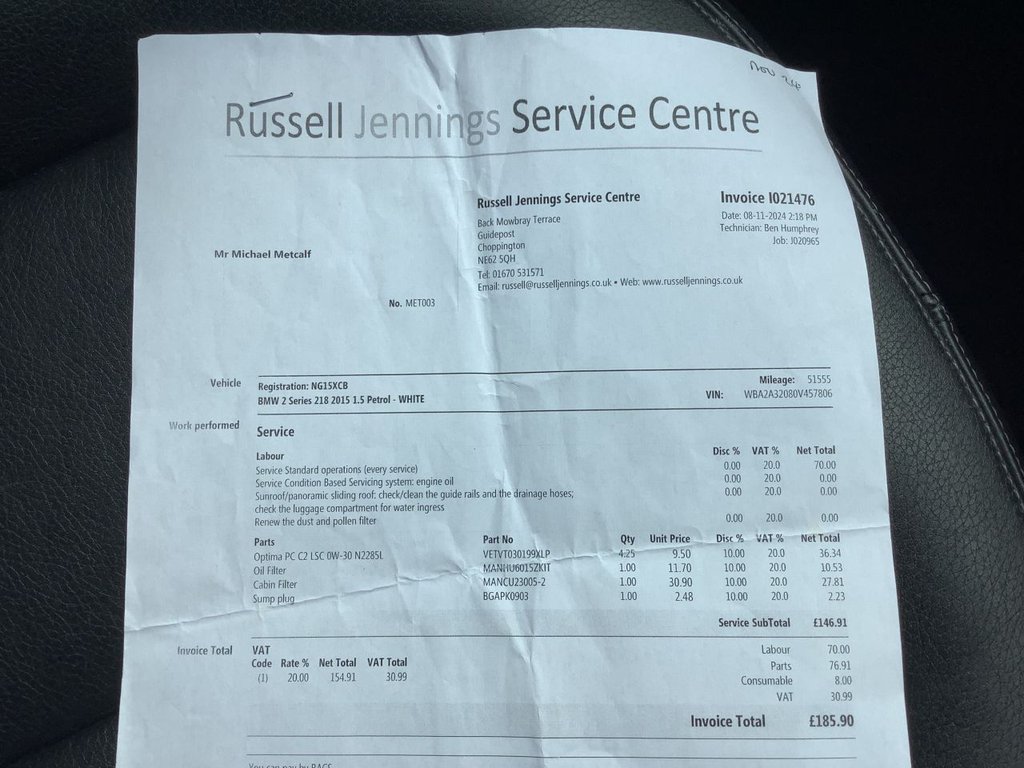 Nov 24
Russell Jennings Service Centre
Russell Jennings Service Centre
Back Mowbray Terrace
Guidepost
Choppington
NE62 5QH
Tel: 01670 531571
Email: russell@russelljennings.co.uk • Web: www.russelljennings.co.uk
Invoice I021476
Date: 08-11-2024 2:18 PM
Technician: Ben Humphrey
Job: J020965
Mr Michael Metcalf
No. MET003
Vehicle
Registration: NG15XCB
BMW 2 Series 218 2015 1.5 Petrol - WHITE
Mileage: 51555
VIN: WBA2A32080V457806
Work performed
Service
Labour Disc % VAT % Net Total
Service Standard operations (every service) 0.00 20.0 70.00
Service Condition Based Servicing system: engine oil 0.00 20.0 0.00
Sunroof/panoramic sliding roof: check/clean the guide rails and the drainage hoses; 0.00 20.0 0.00
check the luggage compartment for water ingress
Renew the dust and pollen filter 0.00 20.0 0.00
Parts Part No Qty Unit Price Disc % VAT % Net Total
Optima PC C2 LSC 0W-30 N2285L VETVT030199XLP 4.25 9.50 10.00 20.0 36.34
Oil Filter MANHU6015ZKIT 1.00 11.70 10.00 20.0 10.53
Cabin Filter MANCU23005-2 1.00 30.90 10.00 20.0 27.81
Sump plug BGAPK0903 1.00 2.48 10.00 20.0 2.23
Service SubTotal £146.91
Invoice Total
VAT
Code Rate % Net Total VAT Total
(1) 20.00 154.91 30.99
Labour 70.00
Parts 76.91
Consumable 8.00
VAT 30.99
Invoice Total £185.90
You can pay by BACS